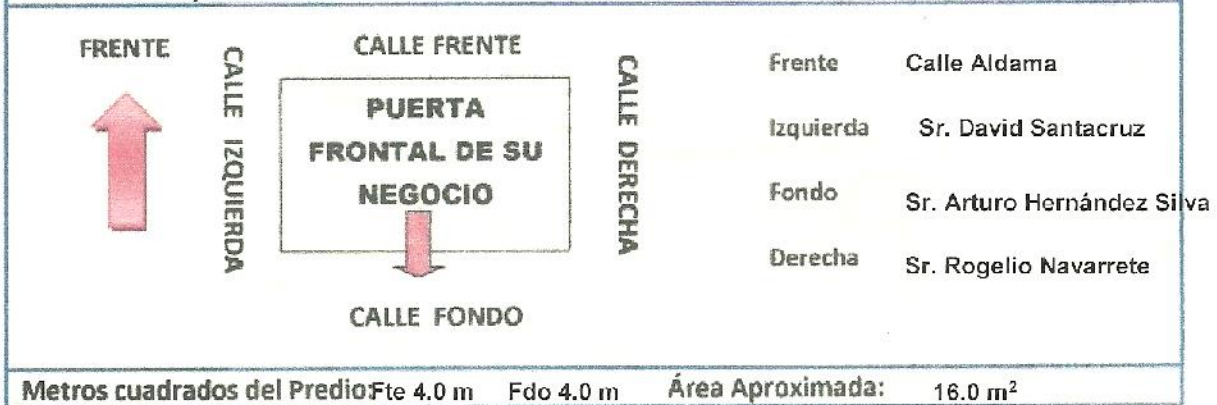 FRENTE
CALLE IZQUIERDA
CALLE FRENTE
PUERTA
FRONTAL DE SU
NEGOCIO
CALLE FONDO
CALLE DERECHA
Frente Calle Aldama
Izquierda Sr. David Santacruz
Fondo Sr. Arturo Hernández Silva
Derecha Sr. Rogelio Navarrete
Metros cuadrados del Predio: Fte 4.0 m Fdo 4.0 m Área Aproximada: 16.0 m²